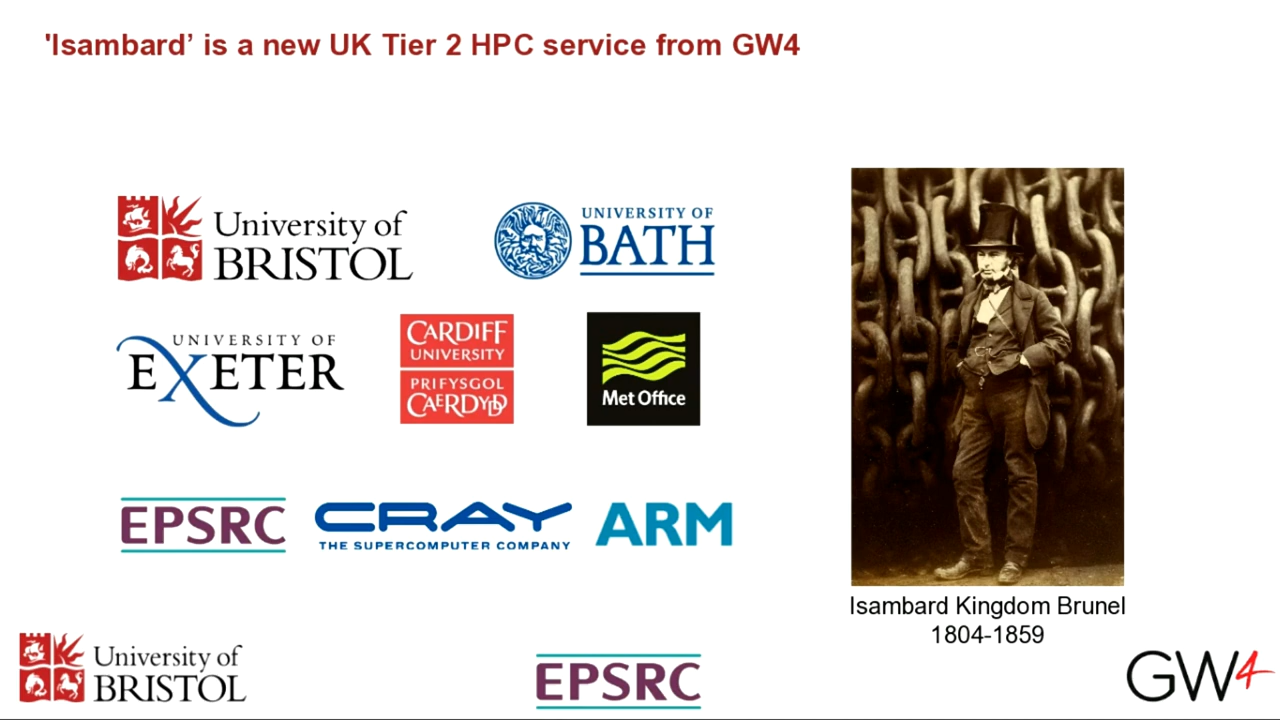 'Isambard’ is a new UK Tier 2 HPC service from GW4
University of
BRISTOL
UNIVERSITY OF
BATH
UNIVERSITY OF
EXETER
CARDIFF
UNIVERSITY
PRIFYSGOL
CAERDYDD
Met Office
EPSRC
CRAY
THE SUPERCOMPUTER COMPANY
ARM
Isambard Kingdom Brunel
1804-1859
University of
BRISTOL
EPSRC
GW4